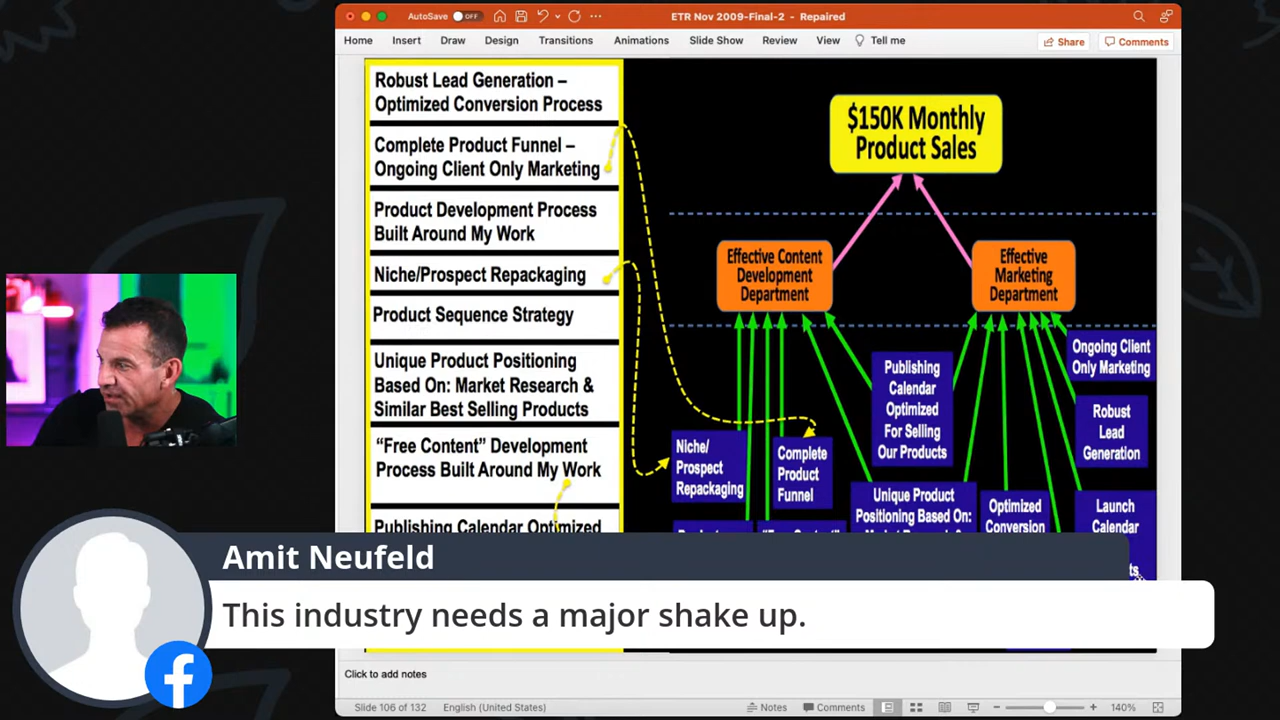 AutoSave OFF
ETR Nov 2009-Final-2 - Repaired
Home Insert Draw Design Transitions Animations Slide Show Review View Tell me Share Comments
Robust Lead Generation –
Optimized Conversion Process
Complete Product Funnel –
Ongoing Client Only Marketing
Product Development Process
Built Around My Work
Niche/Prospect Repackaging
Product Sequence Strategy
Unique Product Positioning
Based On: Market Research &
Similar Best Selling Products
“Free Content” Development
Process Built Around My Work
Publishing Calendar Optimized
$150K Monthly
Product Sales
Effective Content
Development
Department
Effective
Marketing
Department
Niche/
Prospect
Repackaging
Complete
Product
Funnel
Publishing
Calendar
Optimized
For Selling
Our Products
Unique Product
Positioning Based On:
Optimized
Conversion
Ongoing Client
Only Marketing
Robust
Lead
Generation
Launch
Calendar
Amit Neufeld
This industry needs a major shake up.
Click to add notes
Slide 106 of 132 English (United States) Notes Comments 140%